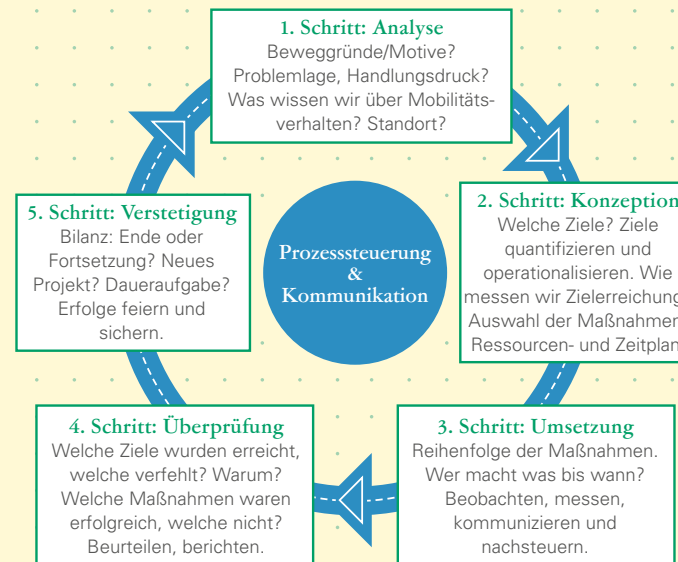 1. Schritt: Analyse
Beweggründe/Motive?
Problemlage, Handlungsdruck?
Was wissen wir über Mobilitäts-
verhalten? Standort?
2. Schritt: Konzeption
Welche Ziele? Ziele
quantifizieren und
operationalisieren. Wie
messen wir Zielerreichung
Auswahl der Maßnahmen
Ressourcen- und Zeitplan
3. Schritt: Umsetzung
Reihenfolge der Maßnahmen.
Wer macht was bis wann?
Beobachten, messen,
kommunizieren und
nachsteuern.
4. Schritt: Überprüfung
Welche Ziele wurden erreicht,
welche verfehlt? Warum?
Welche Maßnahmen waren
erfolgreich, welche nicht?
Beurteilen, berichten.
5. Schritt: Verstetigung
Bilanz: Ende oder
Fortsetzung? Neues
Projekt? Daueraufgabe?
Erfolge feiern und
sichern.
Prozesssteuerung
&
Kommunikation